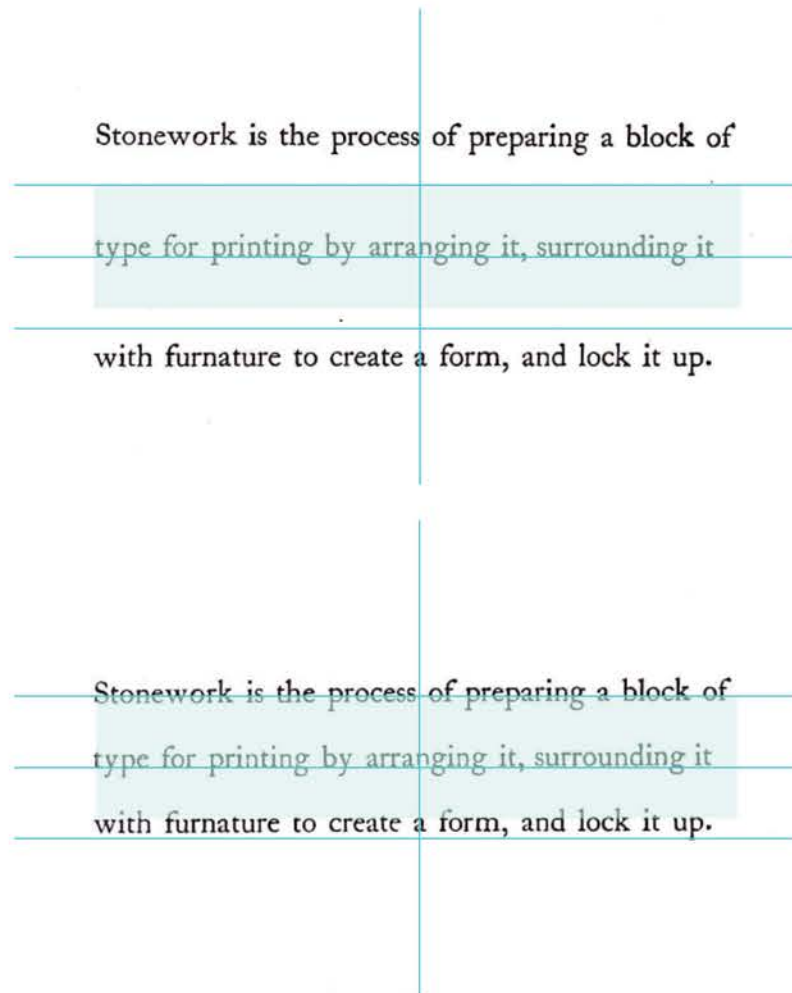 Stonework is the process of preparing a block of
type for printing by arranging it, surrounding it
with furnature to create a form, and lock it up.
Stonework is the process of preparing a block of
type for printing by arranging it, surrounding it
with furnature to create a form, and lock it up.